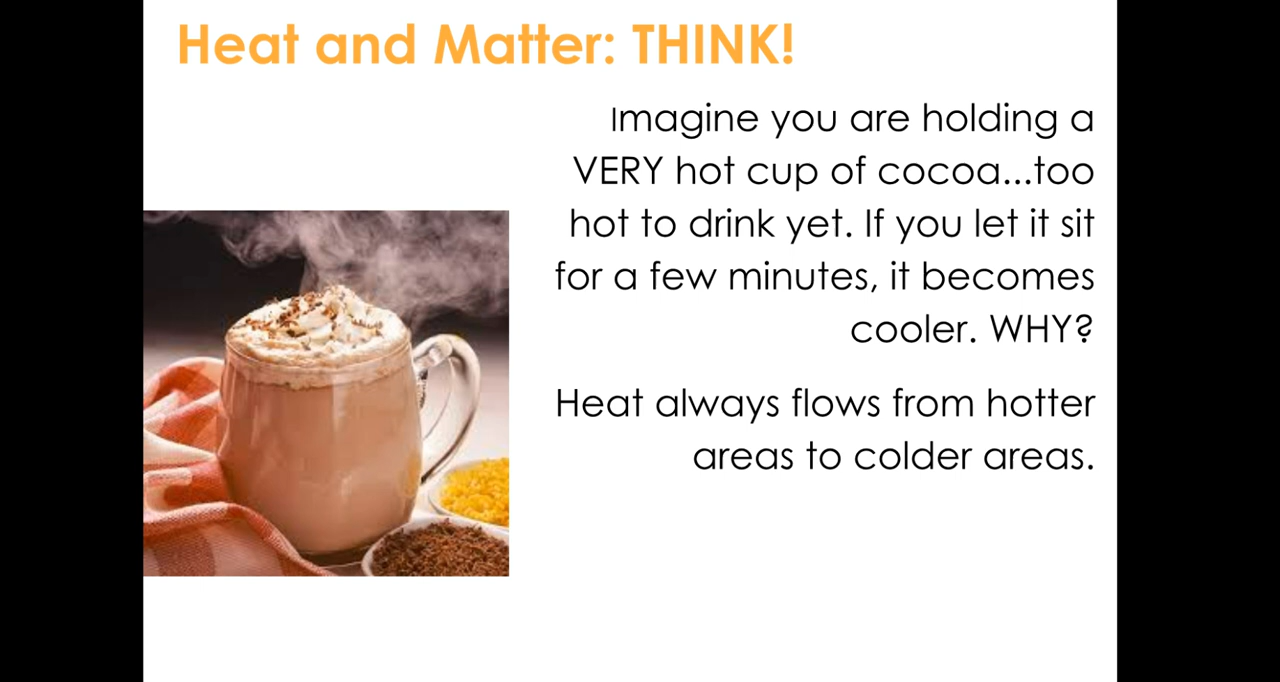 Heat and Matter: THINK!
Imagine you are holding a
VERY hot cup of cocoa...too
hot to drink yet. If you let it sit
for a few minutes, it becomes
cooler. WHY?
Heat always flows from hotter
areas to colder areas.